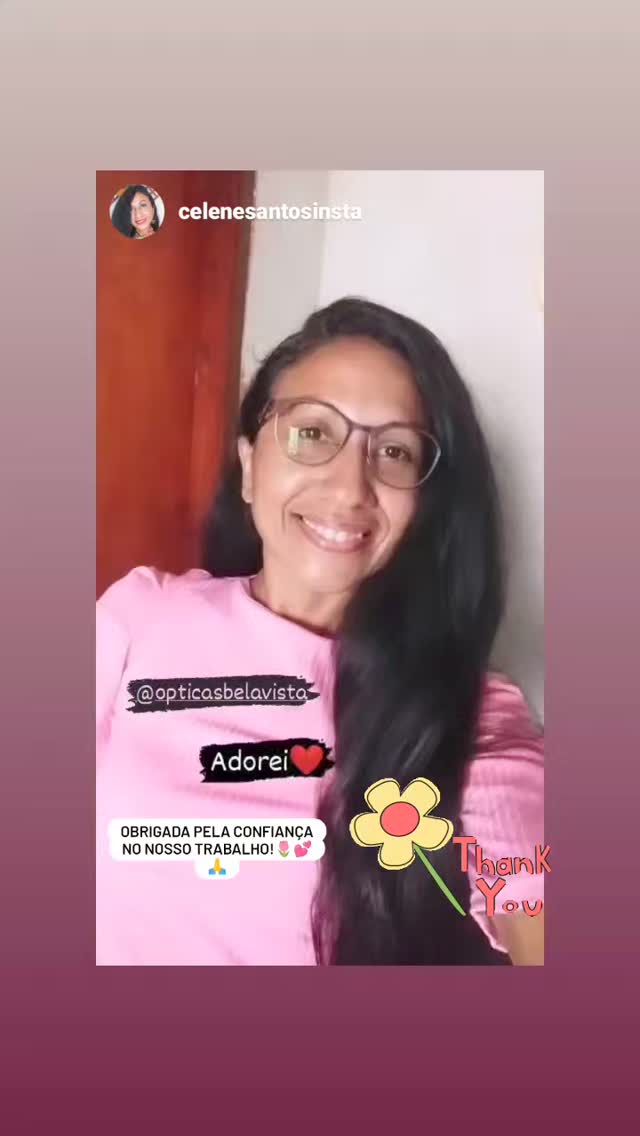 celenesantosinsta
@opticasbelavista
Adorei❤️
OBRIGADA PELA CONFIANÇA
NO NOSSO TRABALHO!🌷💕
🙏
Thank
You